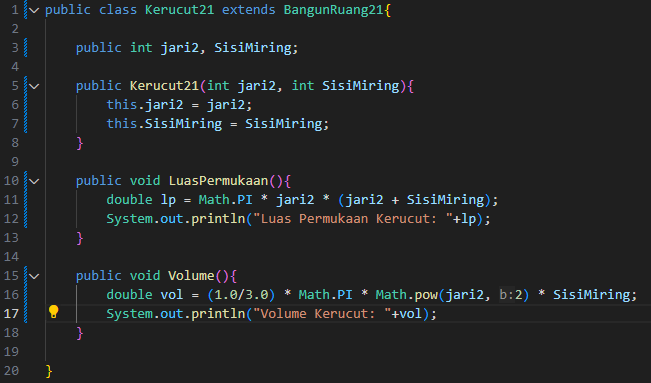 1 public class Kerucut21 extends BangunRuang21{
2
3     public int jari2, SisiMiring;
4
5     public Kerucut21(int jari2, int SisiMiring){
6         this.jari2 = jari2;
7         this.SisiMiring = SisiMiring;
8     }
9
10     public void LuasPermukaan(){
11         double lp = Math.PI * jari2 * (jari2 + SisiMiring);
12         System.out.println("Luas Permukaan Kerucut: "+lp);
13     }
14
15     public void Volume(){
16         double vol = (1.0/3.0) * Math.PI * Math.pow(jari2, b:2) * SisiMiring;
17         System.out.println("Volume Kerucut: "+vol);
18     }
19
20 }